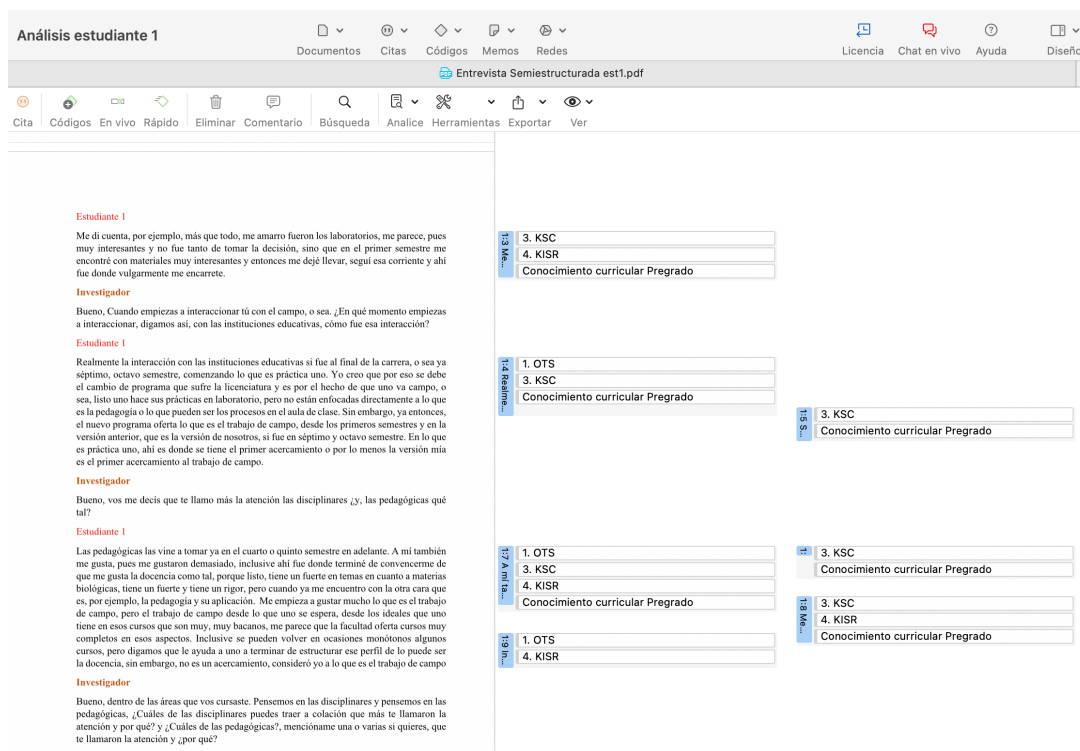 Análisis estudiante 1
Documentos
Citas
Códigos
Memos
Redes
Licencia
Chat en vivo
Ayuda
Diseño
Entrevista Semiestructurada est1.pdf
Cita
Códigos
En vivo
Rápido
Eliminar
Comentario
Búsqueda
Analice
Herramientas
Exportar
Ver
Estudiante 1
Me di cuenta, por ejemplo, más que todo, me amarro fueron los laboratorios, me parece, pues
muy interesantes y no fue tanto de tomar la decisión, sino que en el primer semestre me
encontré con materiales muy interesantes y entonces me dejé llevar, seguí esa corriente y ahí
fue donde vulgarmente me encarrete.
Investigador
Bueno, Cuando empiezas a interaccionar tú con el campo, o sea. ¿En qué momento empiezas
a interaccionar, digamos así, con las instituciones educativas, cómo fue esa interacción?
Estudiante 1
Realmente la interacción con las instituciones educativas si fue al final de la carrera, o sea ya
séptimo, octavo semestre, comenzando lo que es práctica uno. Yo creo que por eso se debe
el cambio de programa que sufre la licenciatura y es por el hecho de que uno va campo, o
sea, listo uno hace sus prácticas en laboratorio, pero no están enfocadas directamente a lo que
es la pedagogía o lo que pueden ser los procesos en el aula de clase. Sin embargo, ya entonces,
el nuevo programa oferta lo que es el trabajo de campo, desde los primeros semestres y en la
versión anterior, que es la versión de nosotros, si fue en séptimo y octavo semestre. En lo que
es práctica uno, ahí es donde se tiene el primer acercamiento o por lo menos la versión mía
es el primer acercamiento al trabajo de campo.
Investigador
Bueno, vos me decís que te llamo más la atención las disciplinares ¿y, las pedagógicas qué
tal?
Estudiante 1
Las pedagógicas las vine a tomar ya en el cuarto o quinto semestre en adelante. A mí también
me gusta, pues me gustaron demasiado, inclusive ahí fue donde terminé de convencerme de
que me gusta la docencia como tal, porque listo, tiene un fuerte en temas en cuanto a materias
biológicas, tiene un fuerte y tiene un rigor, pero cuando ya me encuentro con la otra cara que
es, por ejemplo, la pedagogía y su aplicación. Me empieza a gustar mucho lo que es el trabajo
de campo, pero el trabajo de campo desde lo que uno se espera, desde los ideales que uno
tiene en esos cursos que son muy, muy bacanos, me parece que la facultad oferta cursos muy
completos en esos aspectos. Inclusive se pueden volver en ocasiones monótonos algunos
cursos, pero digamos que le ayuda a uno a terminar de estructurar ese perfil de lo puede ser
la docencia, sin embargo, no es un acercamiento, consideró yo a lo que es el trabajo de campo
Investigador
Bueno, dentro de las áreas que vos cursaste. Pensemos en las disciplinares y pensemos en las
pedagógicas, ¿Cuáles de las disciplinares puedes traer a colación que más te llamaron la
atención y por qué? y ¿Cuáles de las pedagógicas?, mencióname una o varias si quieres, que
te llamaron la atención y ¿por qué?
1:3 Me...
3. KSC
4. KISR
Conocimiento curricular Pregrado
1:4 Realme...
1. OTS
3. KSC
Conocimiento curricular Pregrado
1:5 S...
3. KSC
Conocimiento curricular Pregrado
1:7 A mí ta...
1. OTS
3. KSC
4. KISR
Conocimiento curricular Pregrado
1:
3. KSC
Conocimiento curricular Pregrado
1:8 Me...
3. KSC
4. KISR
Conocimiento curricular Pregrado
1:9 In...
1. OTS
4. KISR